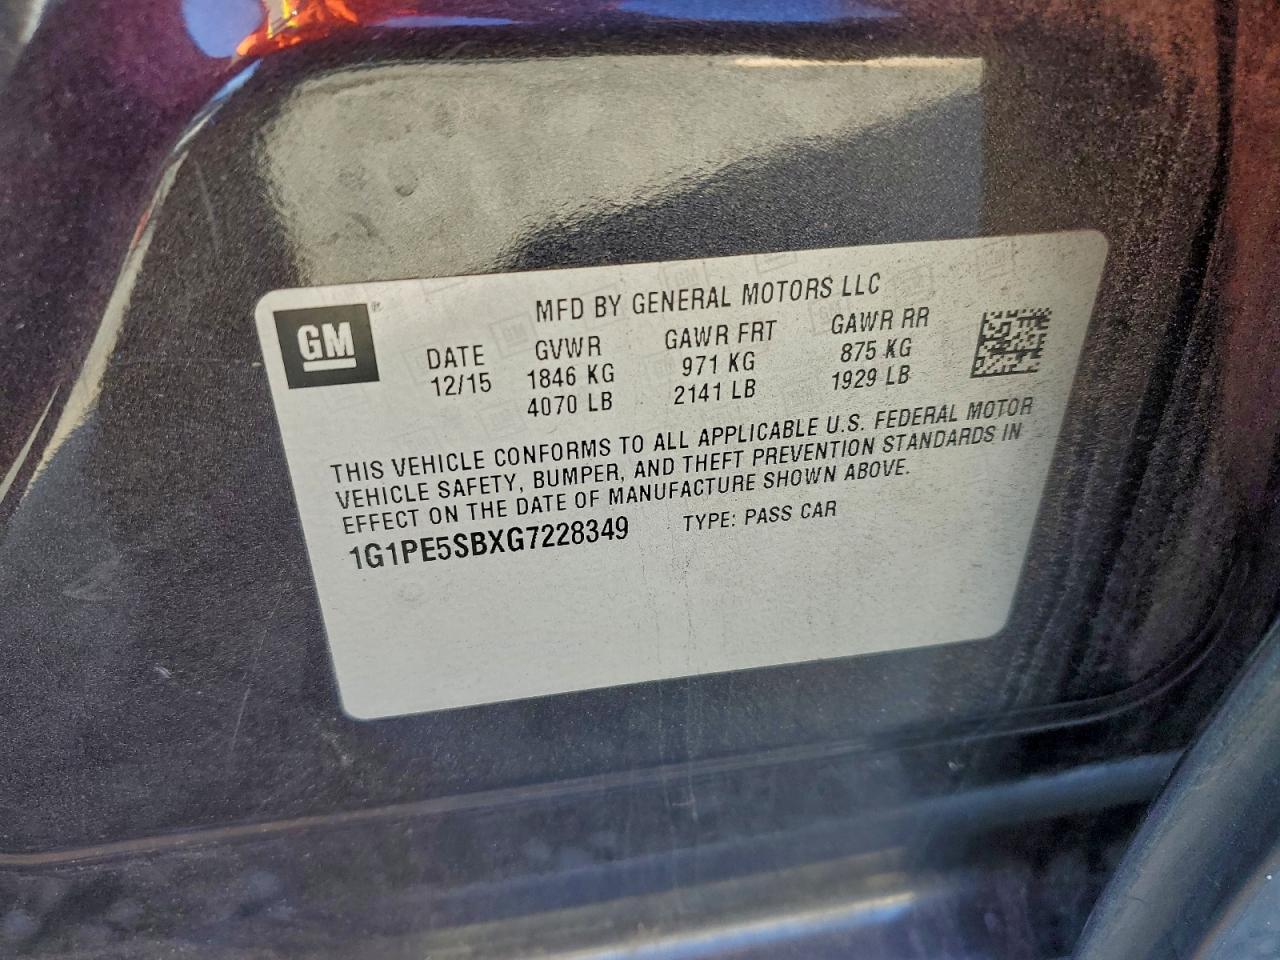 GM®
MFD BY GENERAL MOTORS LLC
DATE GVWR GAWR FRT GAWR RR
12/15 1846 KG 971 KG 875 KG
4070 LB 2141 LB 1929 LB
THIS VEHICLE CONFORMS TO ALL APPLICABLE U.S. FEDERAL MOTOR
VEHICLE SAFETY, BUMPER, AND THEFT PREVENTION STANDARDS IN
EFFECT ON THE DATE OF MANUFACTURE SHOWN ABOVE.
1G1PE5SBXG7228349 TYPE: PASS CAR